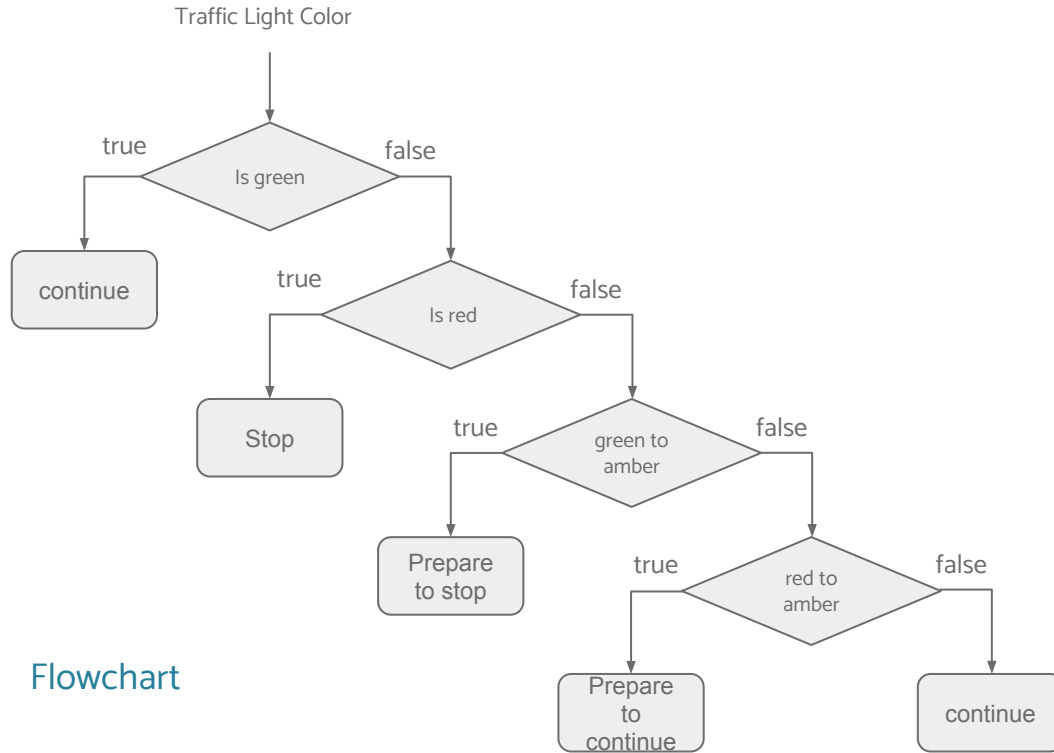 Traffic Light Color
true
false
Is green
continue
true
false
Is red
Stop
true
false
green to
amber
Prepare
to stop
true
false
red to
amber
Prepare
to
continue
continue
Flowchart